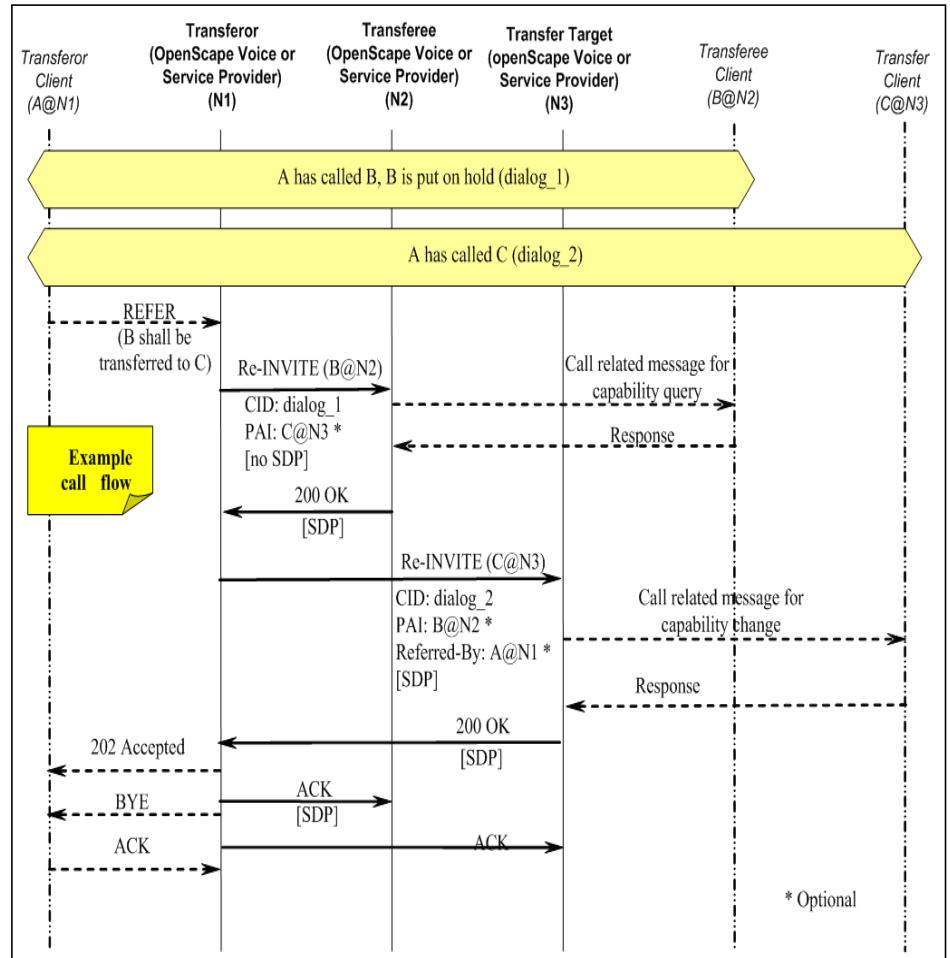 Transferor
Client
(A@N1)
Transferor
(OpenScape Voice or
Service Provider)
(N1)
Transferee
(OpenScape Voice or
Service Provider)
(N2)
Transfer Target
(openScape Voice or
Service Provider)
(N3)
Transferee
Client
(B@N2)
Transfer
Client
(C@N3)
A has called B, B is put on hold (dialog_1)
A has called C (dialog_2)
REFER
(B shall be
transferred to C)
Re-INVITE (B@N2)
CID: dialog_1
PAI: C@N3 *
[no SDP]
Call related message for
capability query
Response
Example
call flow
200 OK
[SDP]
Re-INVITE (C@N3)
CID: dialog_2
PAI: B@N2 *
Referred-By: A@N1 *
[SDP]
Call related message for
capability change
Response
200 OK
[SDP]
202 Accepted
BYE
ACK
[SDP]
ACK
ACK
* Optional